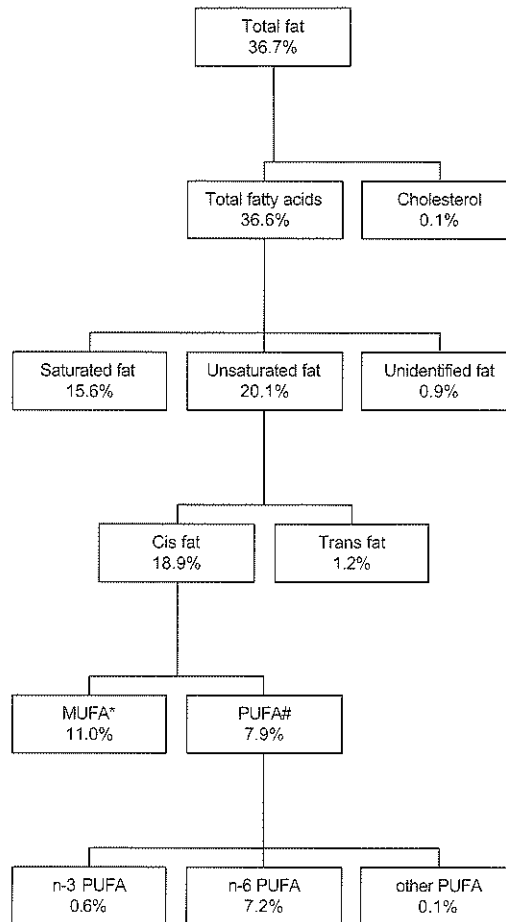 Total fat
36.7%
Total fatty acids
36.6%
Cholesterol
0.1%
Saturated fat
15.6%
Unsaturated fat
20.1%
Unidentified fat
0.9%
Cis fat
18.9%
Trans fat
1.2%
MUFA*
11.0%
PUFA#
7.9%
n-3 PUFA
0.6%
n-6 PUFA
7.2%
other PUFA
0.1%